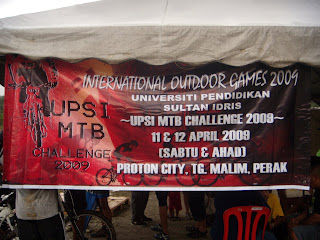 INTERNATIONAL OUTDOOR GAMES 2009
UNIVERSITI PENDIDIKAN
SULTAN IDRIS
~UPSI MTB CHALLENGE 2009~
11 & 12 APRIL 2009
(SABTU & AHAD)
PROTON CITY, TG. MALIM, PERAK
UPSI
MTB
CHALLENGE
2009